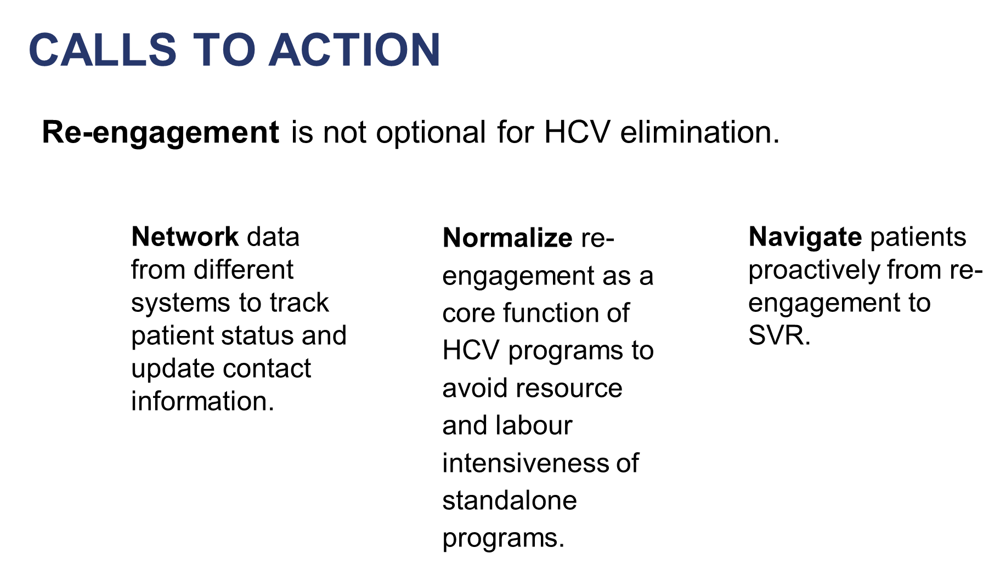 CALLS TO ACTION
Re-engagement is not optional for HCV elimination.
Network data
from different
systems to track
patient status and
update contact
information.
Normalize re-
engagement as a
core function of
HCV programs to
avoid resource
and labour
intensiveness of
standalone
programs.
Navigate patients
proactively from re-
engagement to
SVR.